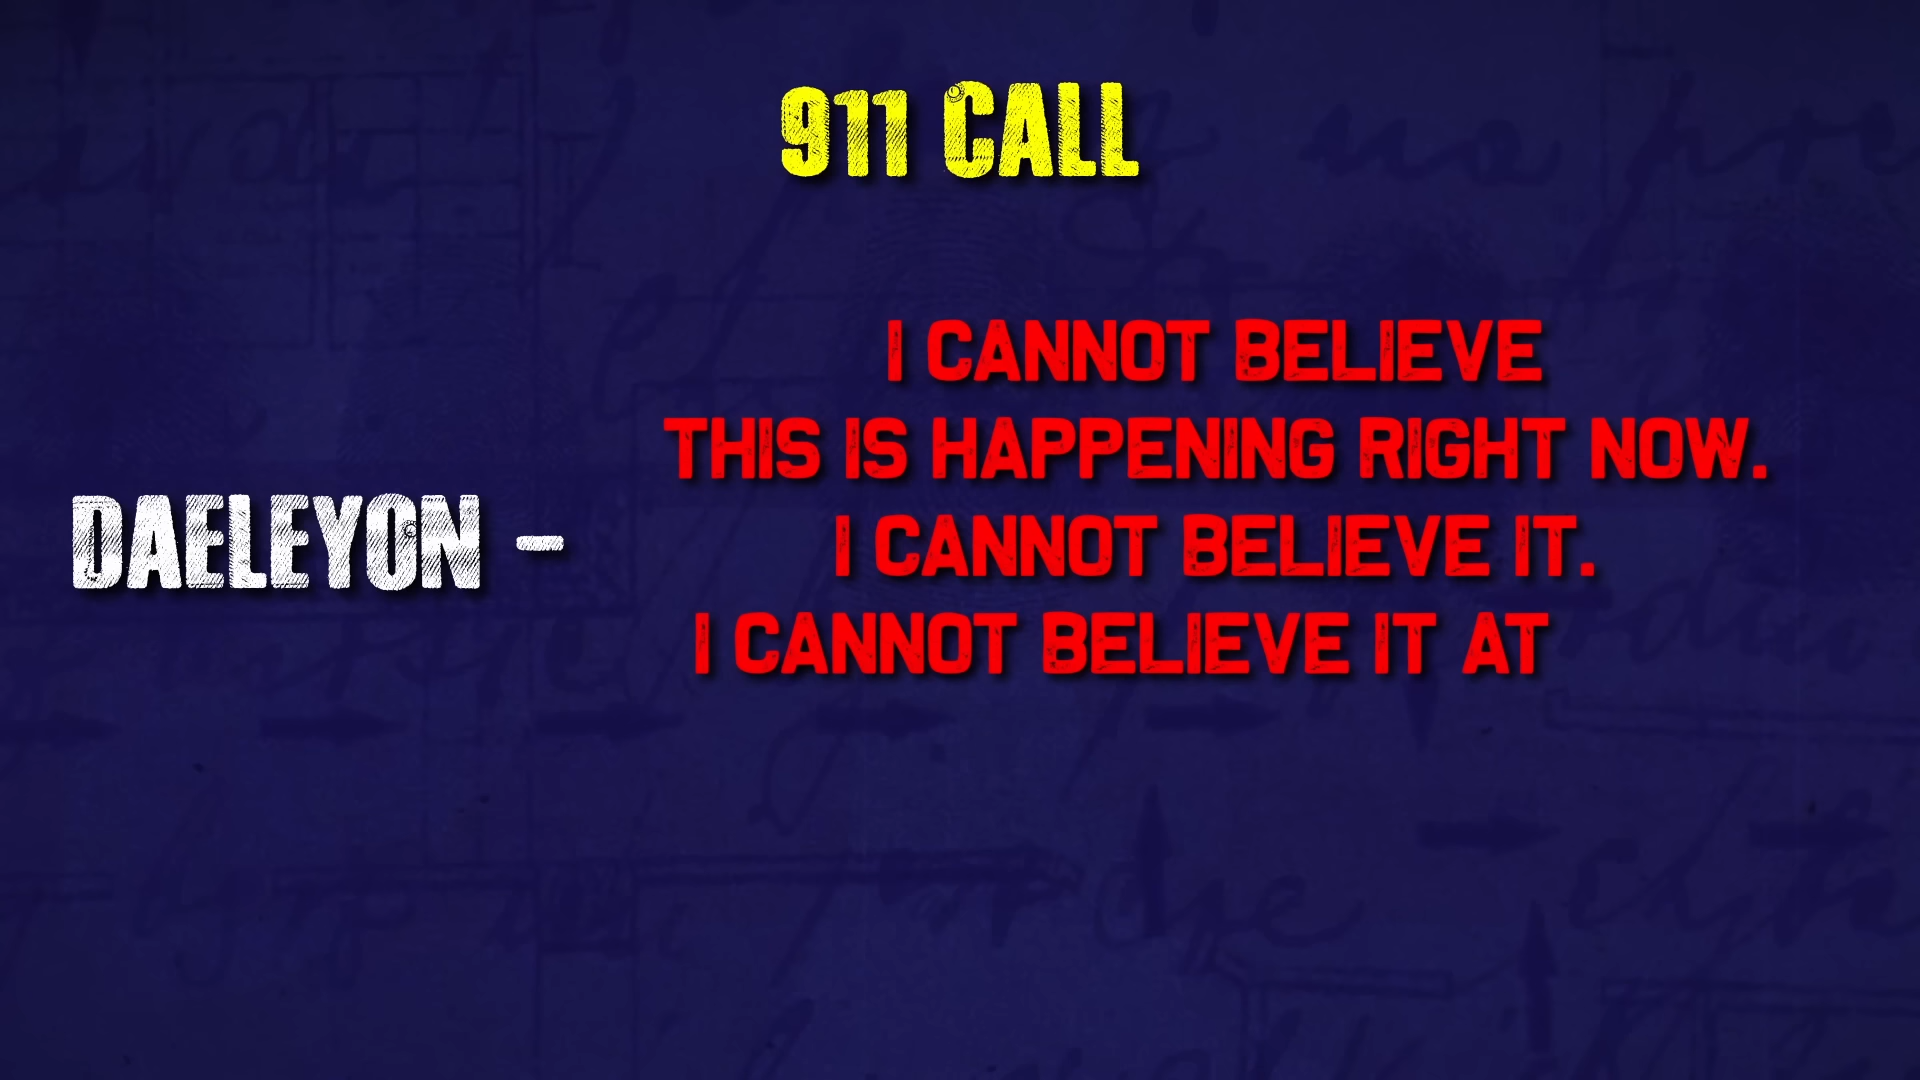 911 CALL
DAELEYON -
I CANNOT BELIEVE
THIS IS HAPPENING RIGHT NOW.
I CANNOT BELIEVE IT.
I CANNOT BELIEVE IT AT